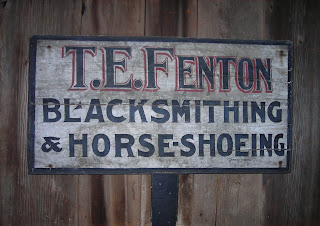 T.E. FENTON
BLACKSMITHING
& HORSE-SHOEING